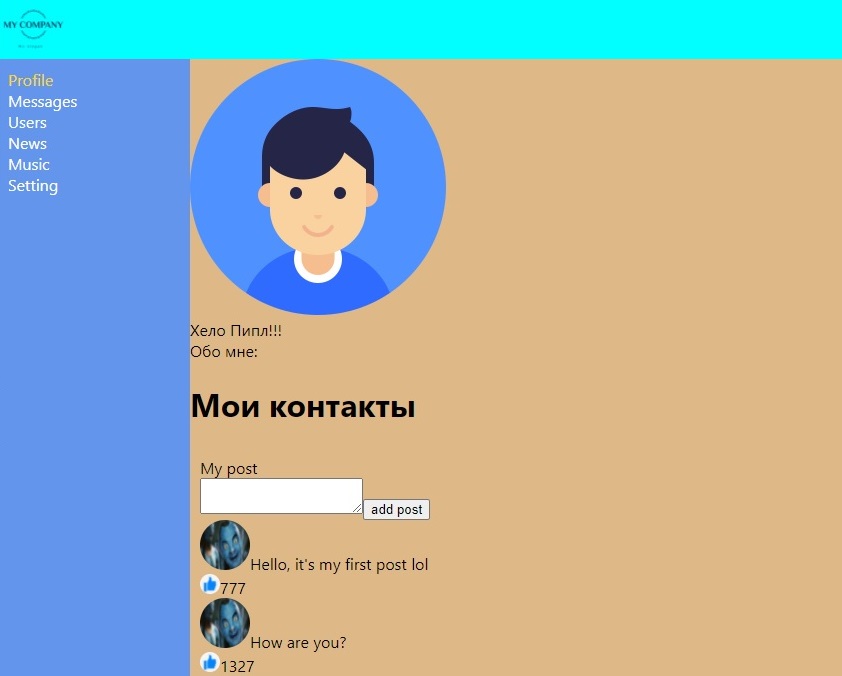 MY COMPANY
Profile
Messages
Users
News
Music
Setting
Хело Пипл!!!
Обо мне:
Мои контакты
My post
add post
Hello, it's my first post lol
777
How are you?
1327